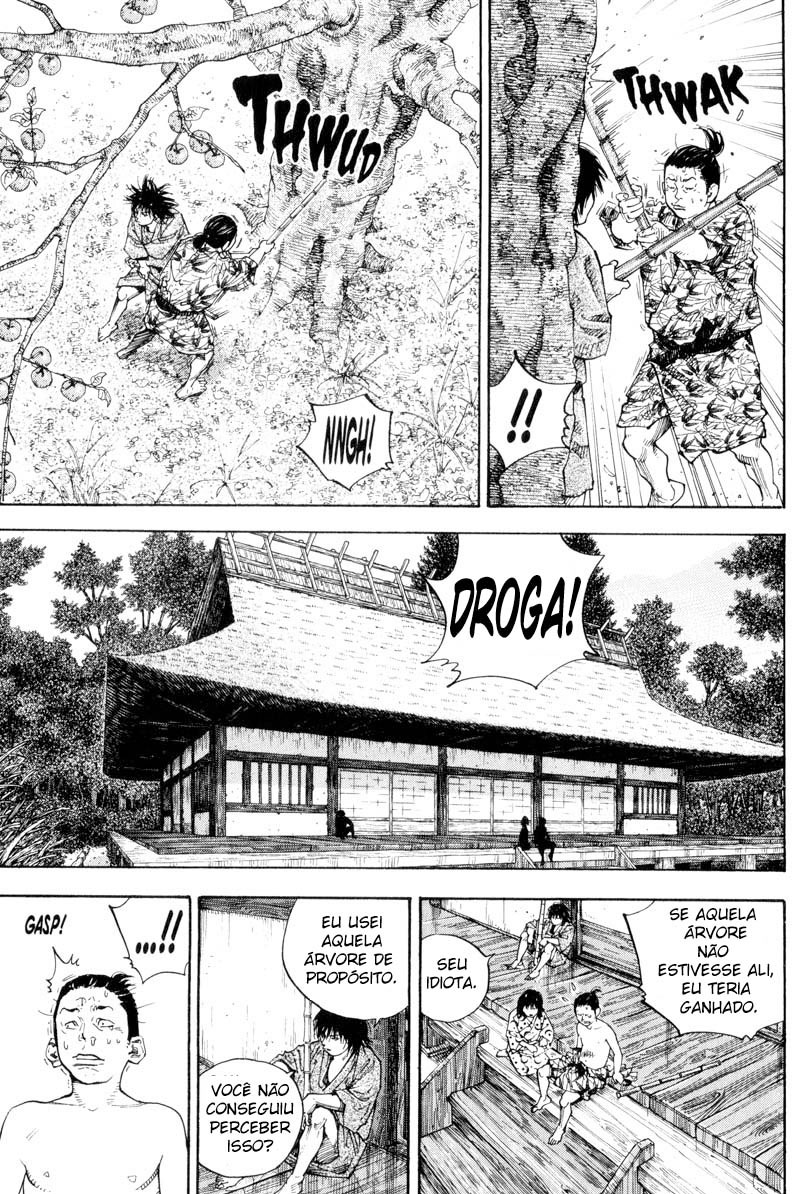 THWAK
!!
THWUD
NNGH!
DROGA!
SE AQUELA
ÁRVORE
NÃO
ESTIVESSE ALI,
EU TERIA
GANHADO.
SEU
IDIOTA.
EU USEI
AQUELA
ÁRVORE DE
PROPÓSITO.
VOCÊ NÃO
CONSEGUIU
PERCEBER
ISSO?
....!!
GASP!